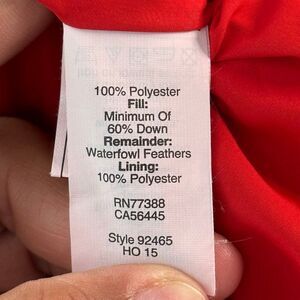 100% Polyester
Fill:
Minimum Of
60% Down
Remainder:
Waterfowl Feathers
Lining:
100% Polyester
RN77388
CA56445
Style 92465
HO 15